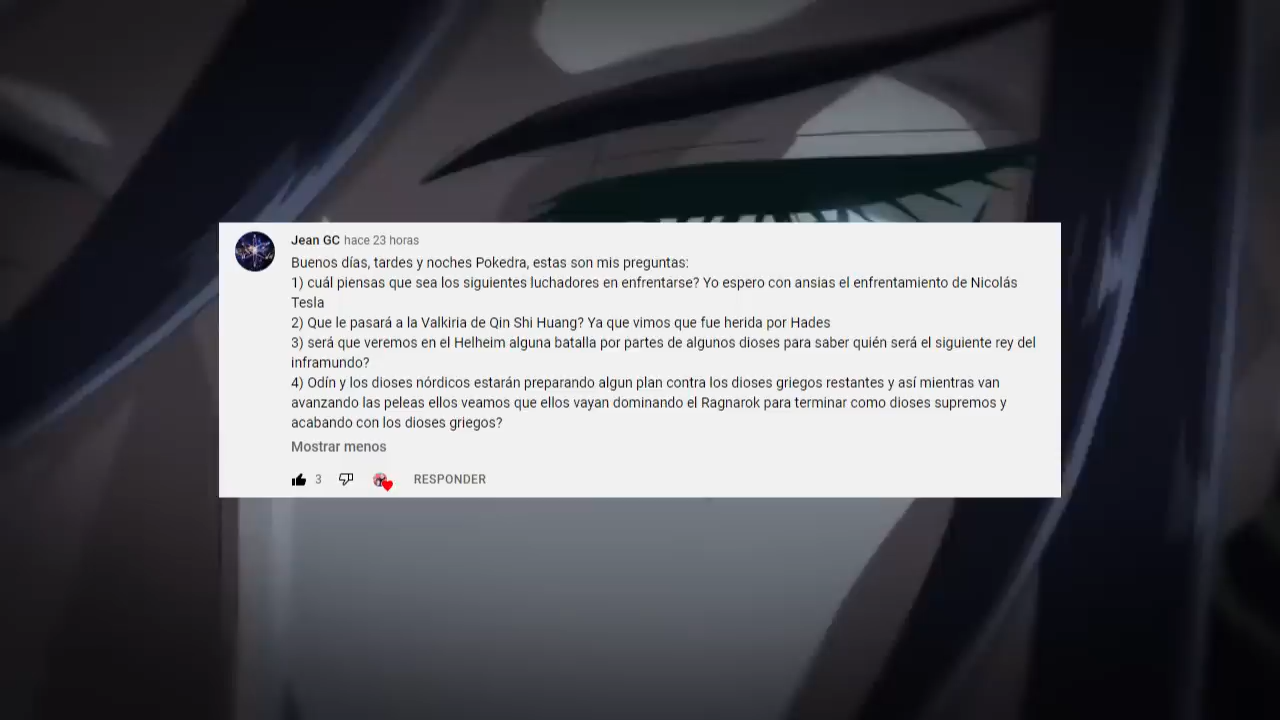 Jean GC hace 23 horas
Buenos días, tardes y noches Pokedra, estas son mis preguntas:
1) cuál piensas que sea los siguientes luchadores en enfrentarse? Yo espero con ansias el enfrentamiento de Nicolás
Tesla
2) Que le pasará a la Valkiria de Qin Shi Huang? Ya que vimos que fue herida por Hades
3) será que veremos en el Helheim alguna batalla por partes de algunos dioses para saber quién será el siguiente rey del
inframundo?
4) Odín y los dioses nórdicos estarán preparando algun plan contra los dioses griegos restantes y así mientras van
avanzando las peleas ellos veamos que ellos vayan dominando el Ragnarok para terminar como dioses supremos y
acabando con los dioses griegos?
Mostrar menos
3 RESPONDER